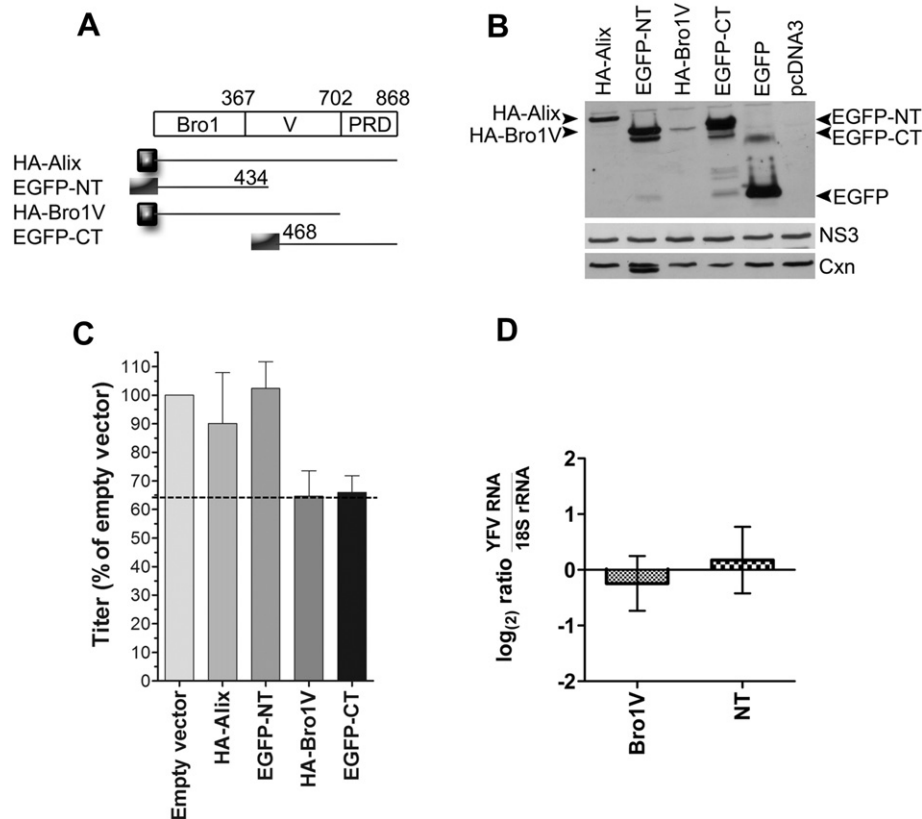 A
367 702 868
Bro1 V PRD
HA-Alix
EGFP-NT 434
HA-Bro1V
EGFP-CT 468
B
HA-Alix EGFP-NT HA-Bro1V EGFP-CT EGFP pcDNA3
HA-Alix EGFP-NT
HA-Bro1V EGFP-CT
EGFP
NS3
Cxn
C
Titer (% of empty vector)
110
100
90
80
70
60
50
40
30
20
10
0
Empty vector HA-Alix EGFP-NT HA-Bro1V EGFP-CT
D
log(2) ratio YFV RNA
18S rRNA
2
1
0
-1
-2
Bro1V NT